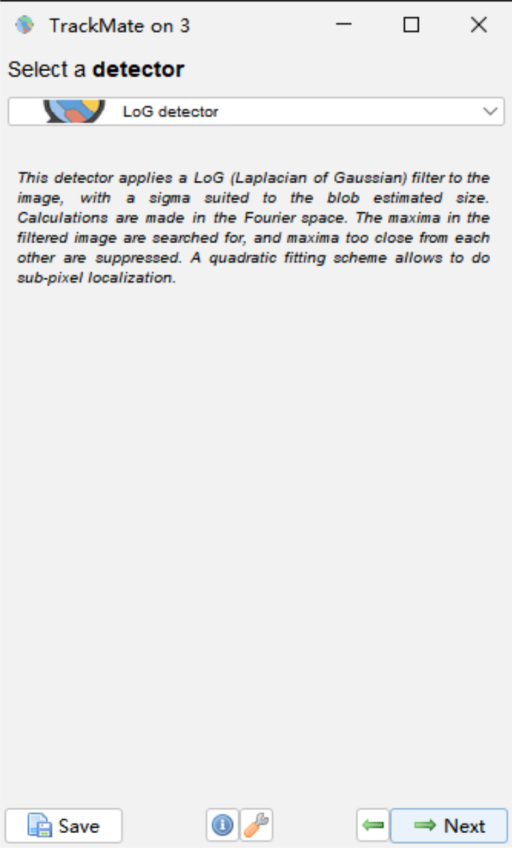 TrackMate on 3
Select a detector
LoG detector
This detector applies a LoG (Laplacian of Gaussian) filter to the
image, with a sigma suited to the blob estimated size.
Calculations are made in the Fourier space. The maxima in the
filtered image are searched for, and maxima too close from each
other are suppressed. A quadratic fitting scheme allows to do
sub-pixel localization.
Save
Next